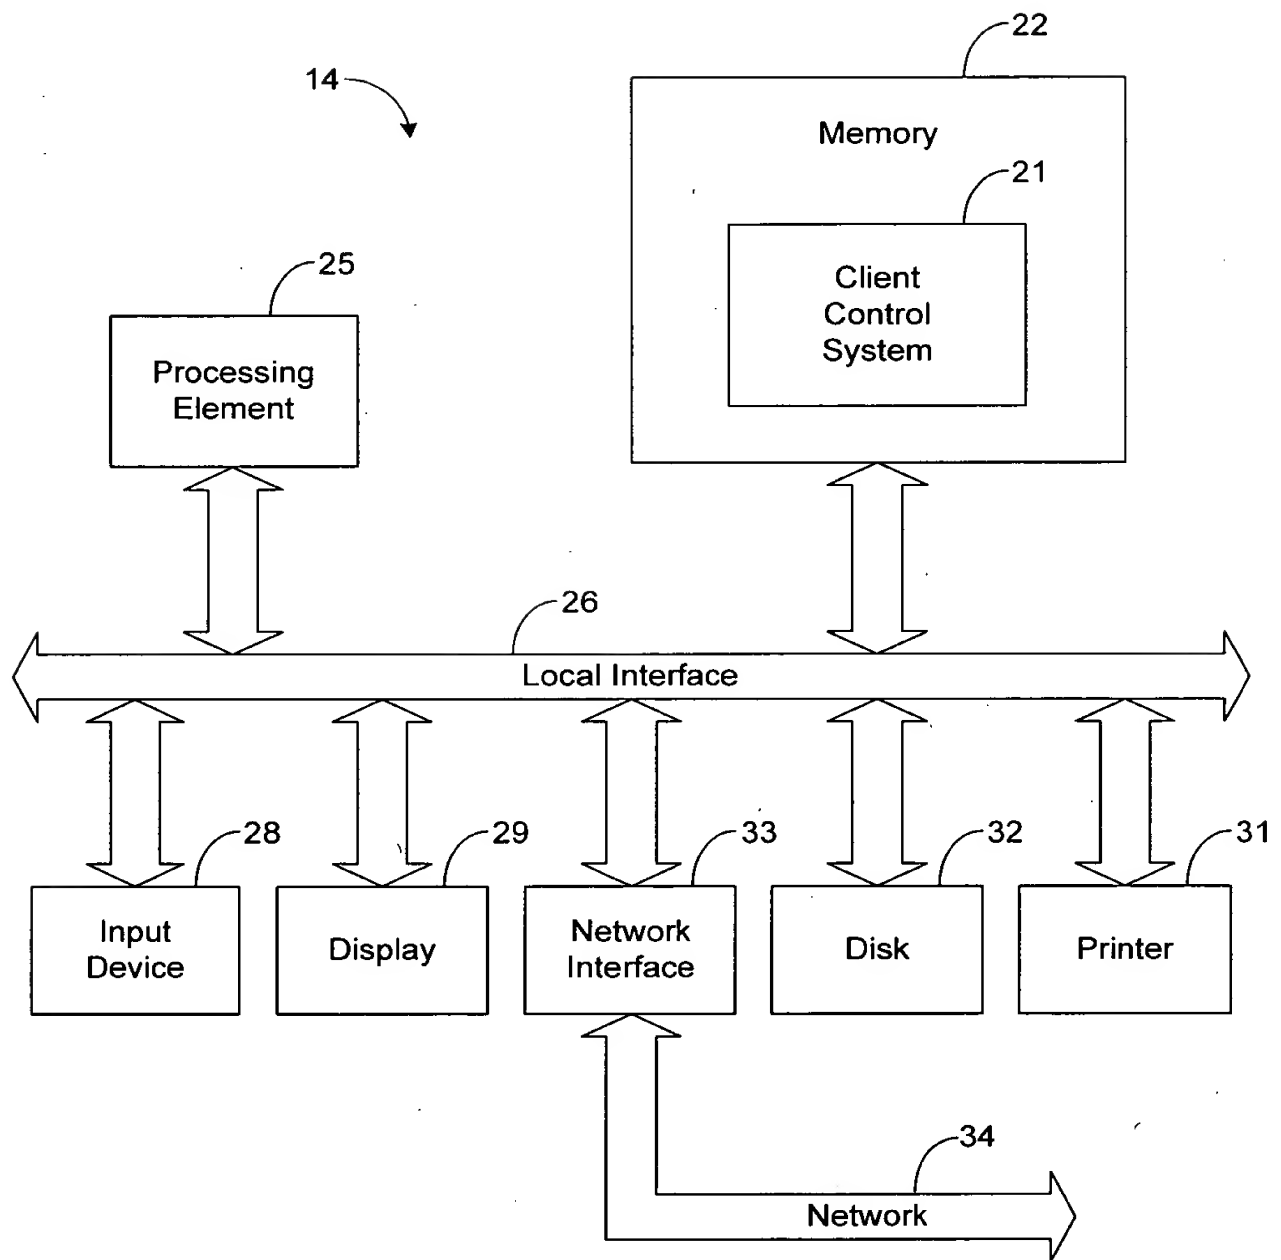 22
14
Memory
21
Client
Control
System
25
Processing
Element
26
Local Interface
28
29
33
32
31
Input
Device
Display
Network
Interface
Disk
Printer
34
Network